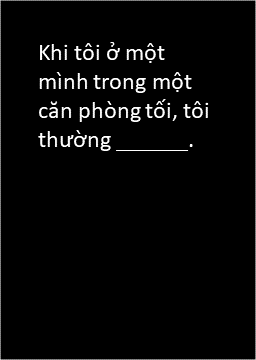 Khi tôi ở một
mình trong một
căn phòng tối, tôi
thường _______.